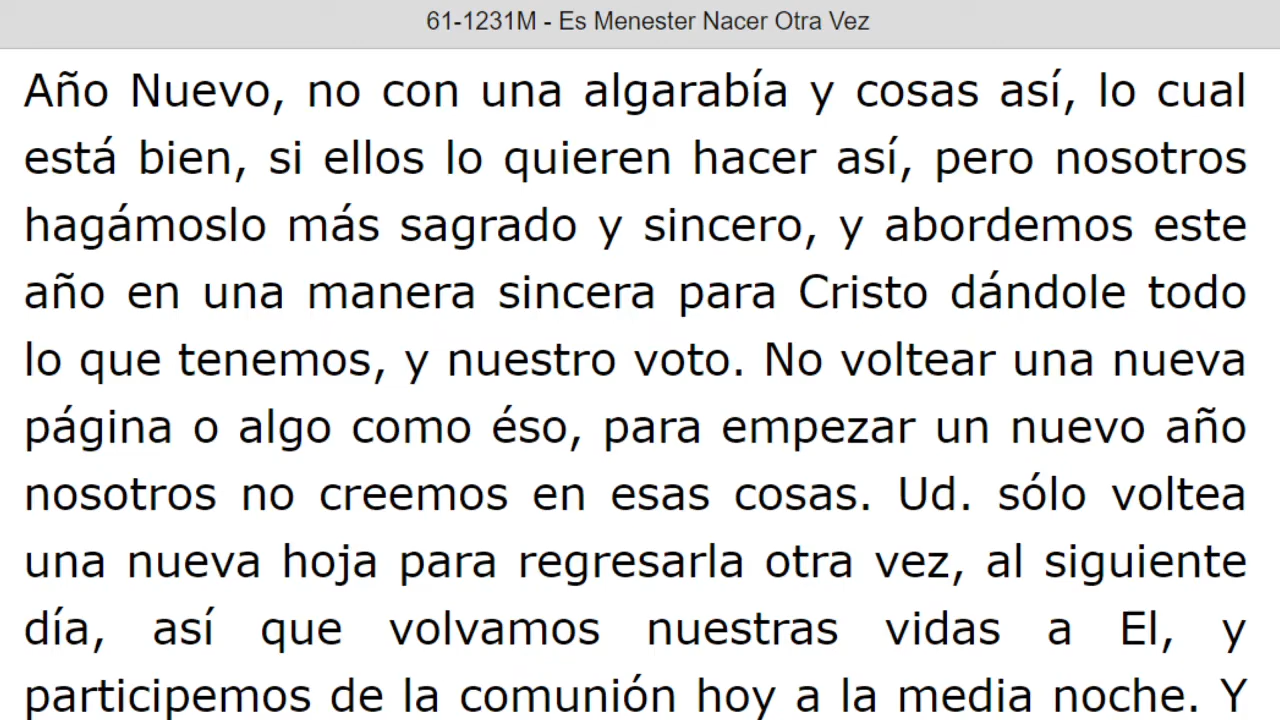 61-1231M - Es Menester Nacer Otra Vez
Año Nuevo, no con una algarabía y cosas así, lo cual
está bien, si ellos lo quieren hacer así, pero nosotros
hagámoslo más sagrado y sincero, y abordemos este
año en una manera sincera para Cristo dándole todo
lo que tenemos, y nuestro voto. No voltear una nueva
página o algo como éso, para empezar un nuevo año
nosotros no creemos en esas cosas. Ud. sólo voltea
una nueva hoja para regresarla otra vez, al siguiente
día, así que volvamos nuestras vidas a El, y
participemos de la comunión hoy a la media noche. Y